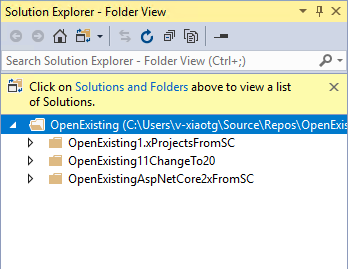 Solution Explorer - Folder View
Search Solution Explorer - Folder View (Ctrl+;)
Click on Solutions and Folders above to view a list
of Solutions.
OpenExisting (C:\Users\v-xiaotg\Source\Repos\OpenExis
OpenExisting1.xProjectsFromSC
OpenExisting11ChangeTo20
OpenExistingAspNetCore2xFromSC